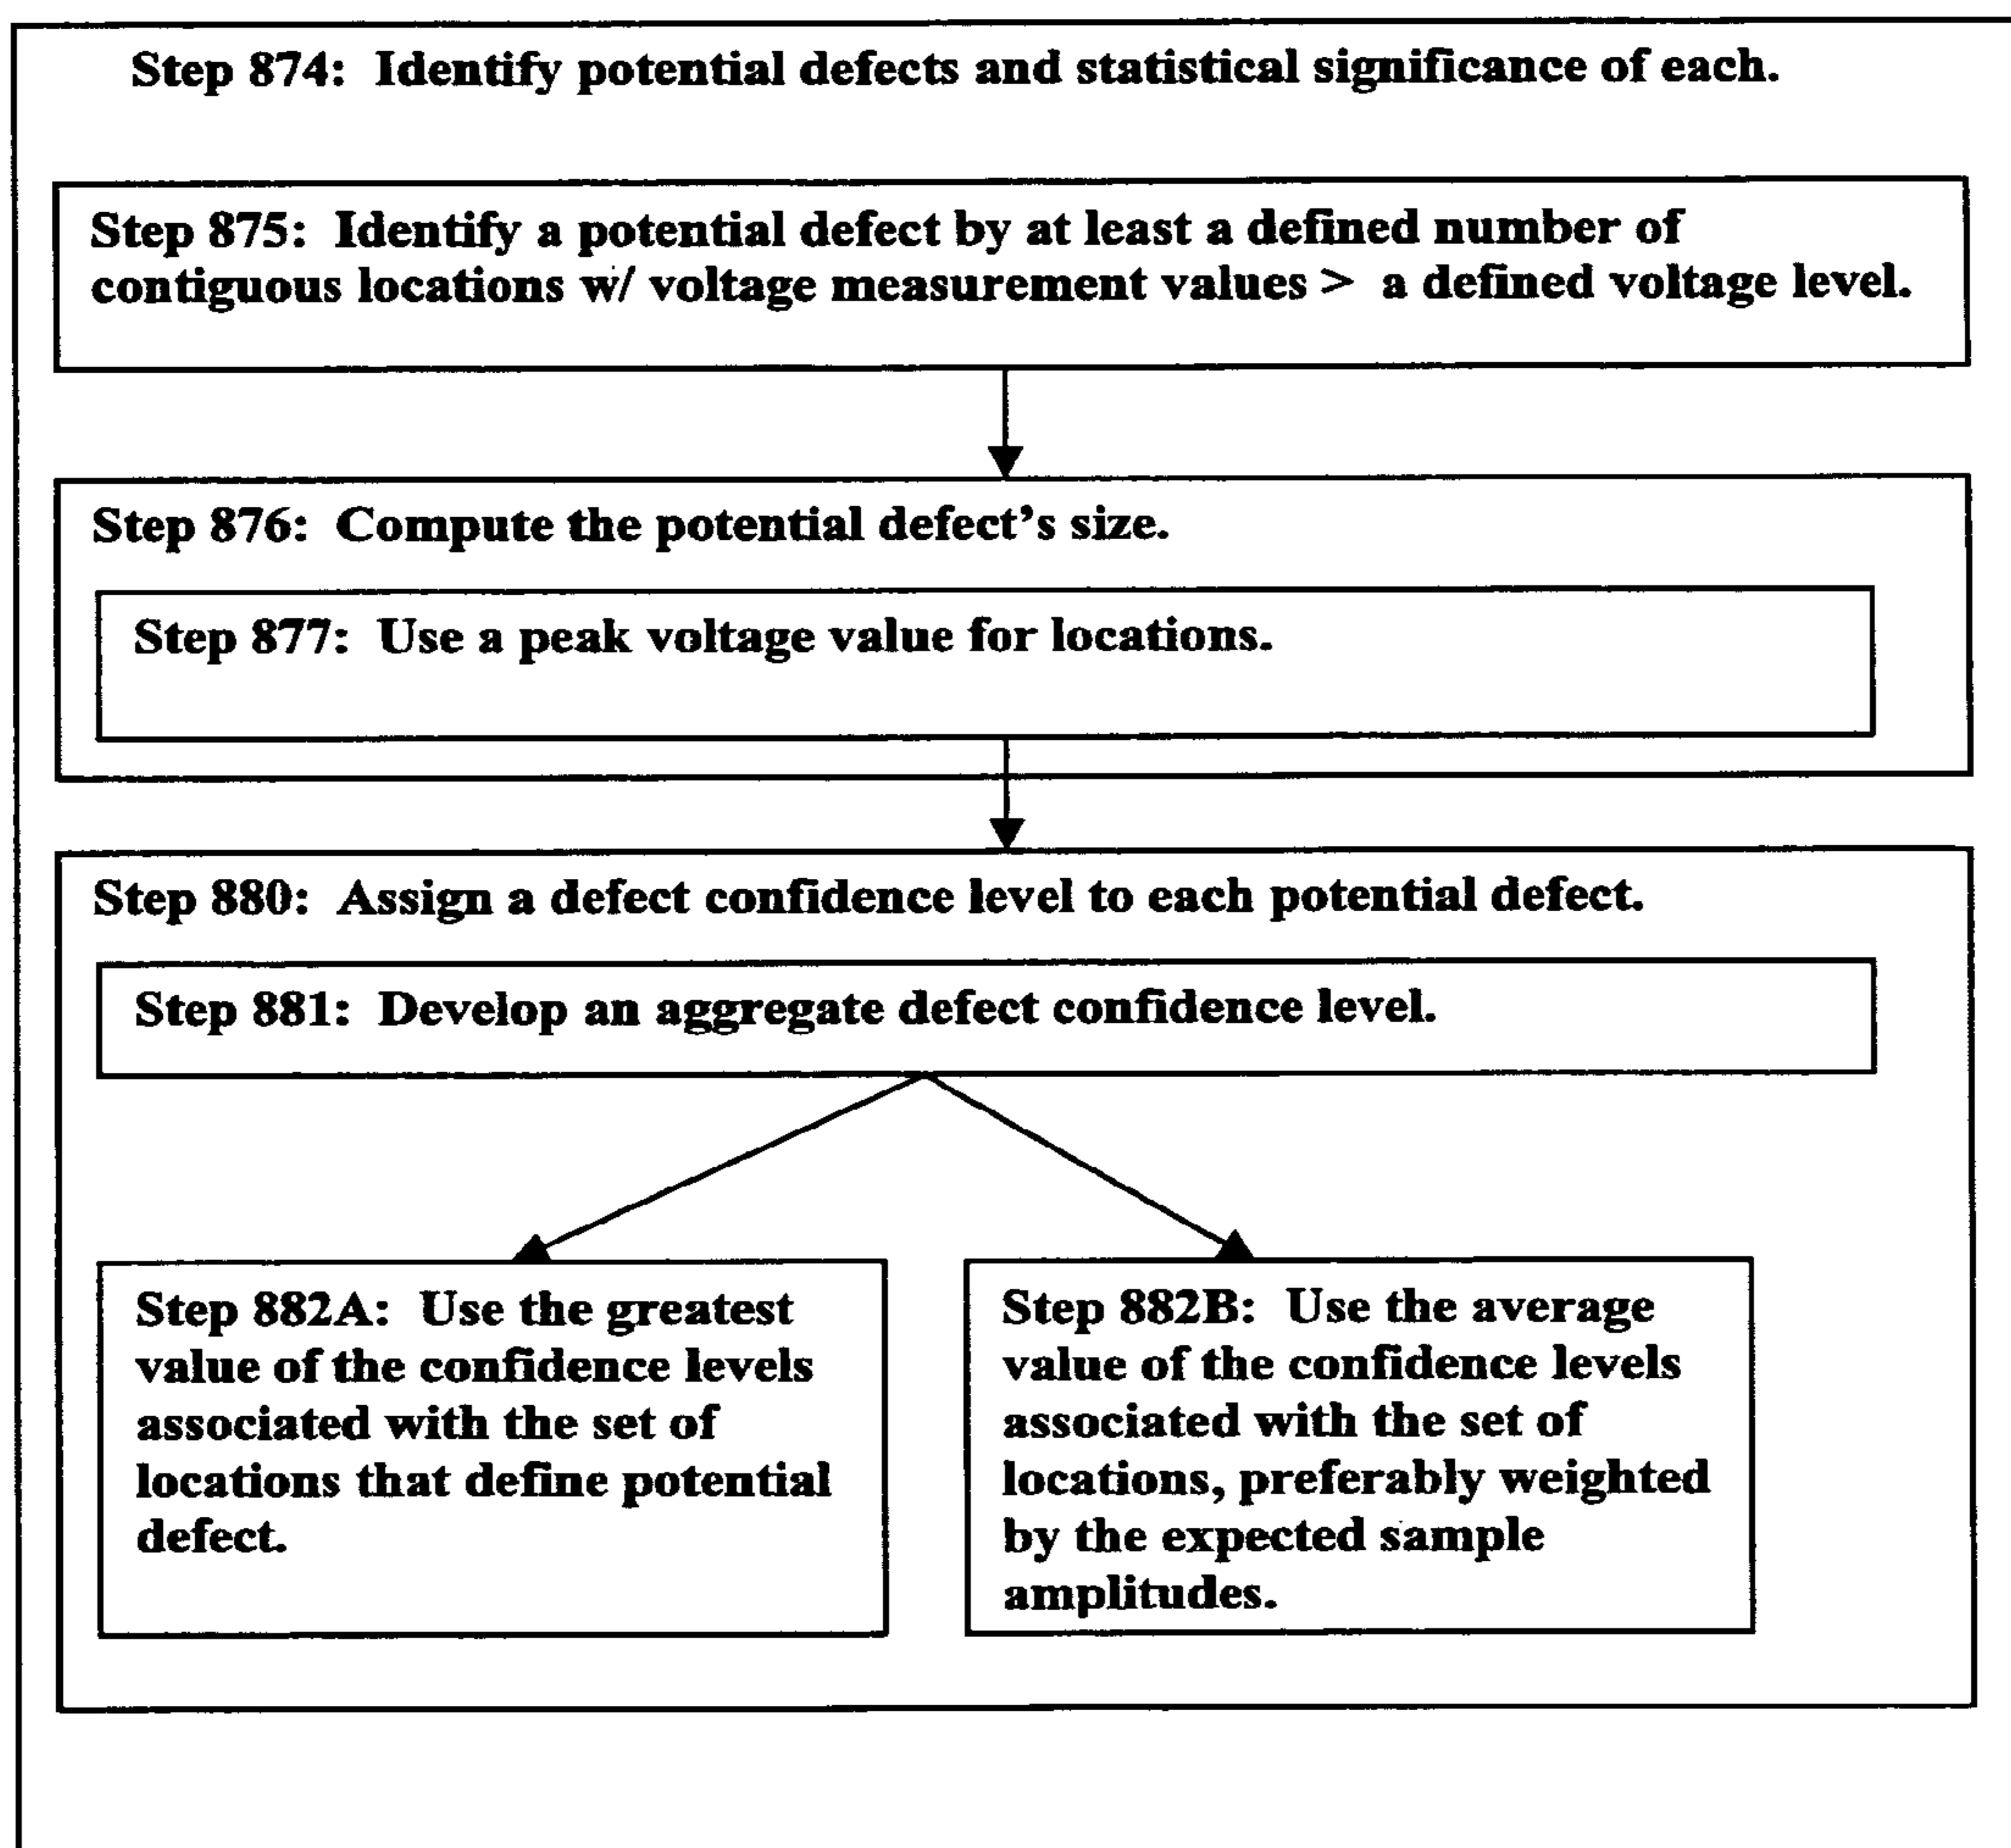 Step 874: Identify potential defects and statistical significance of each.
Step 875: Identify a potential defect by at least a defined number of
contiguous locations w/ voltage measurement values > a defined voltage level.
Step 876: Compute the potential defect's size.
Step 877: Use a peak voltage value for locations.
Step 880: Assign a defect confidence level to each potential defect.
Step 881: Develop an aggregate defect confidence level.
Step 882A: Use the greatest
value of the confidence levels
associated with the set of
locations that define potential
defect.
Step 882B: Use the average
value of the confidence levels
associated with the set of
locations, preferably weighted
by the expected sample
amplitudes.